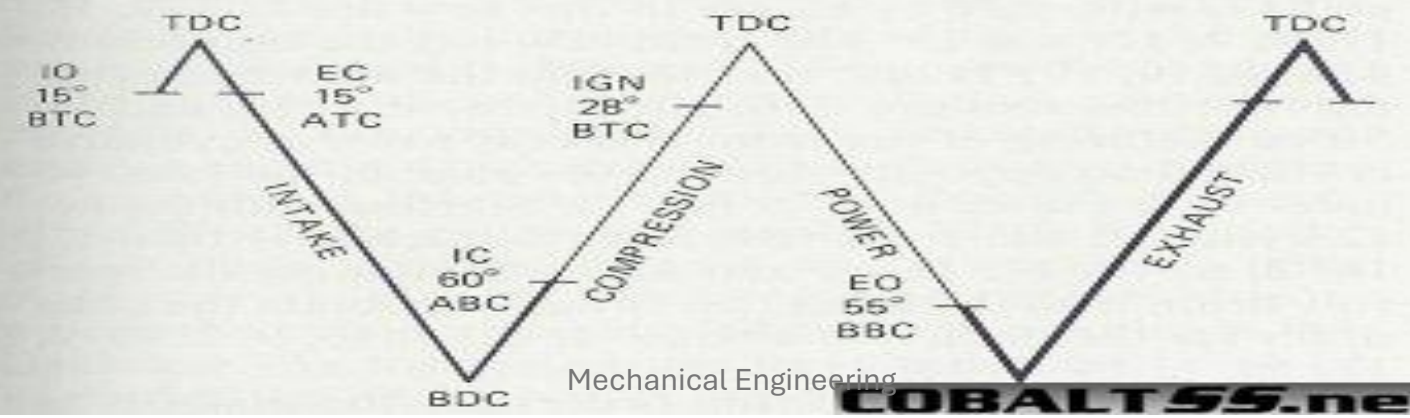 TDC
TDC
TDC
IO
15°
BTC
EC
15°
ATC
IGN
28°
BTC
INTAKE
COMPRESSION
POWER
EXHAUST
IC
60°
ABC
EO
55°
BBC
BDC
Mechanical Engineering
COBALTSS.ne